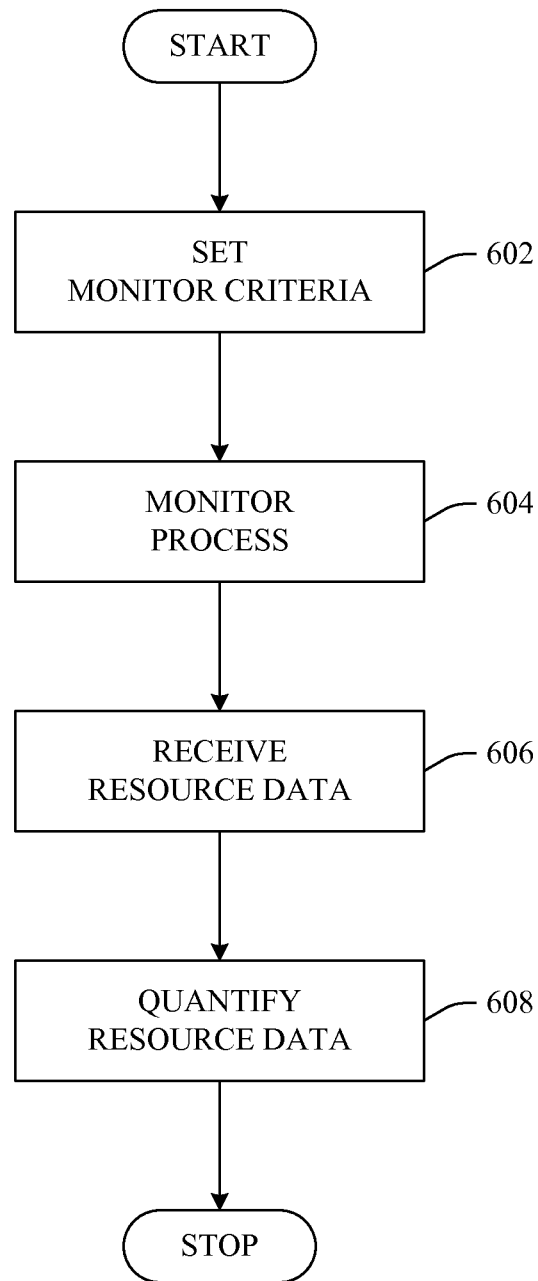 START
SET
MONITOR CRITERIA
602
MONITOR
PROCESS
604
RECEIVE
RESOURCE DATA
606
QUANTIFY
RESOURCE DATA
608
STOP